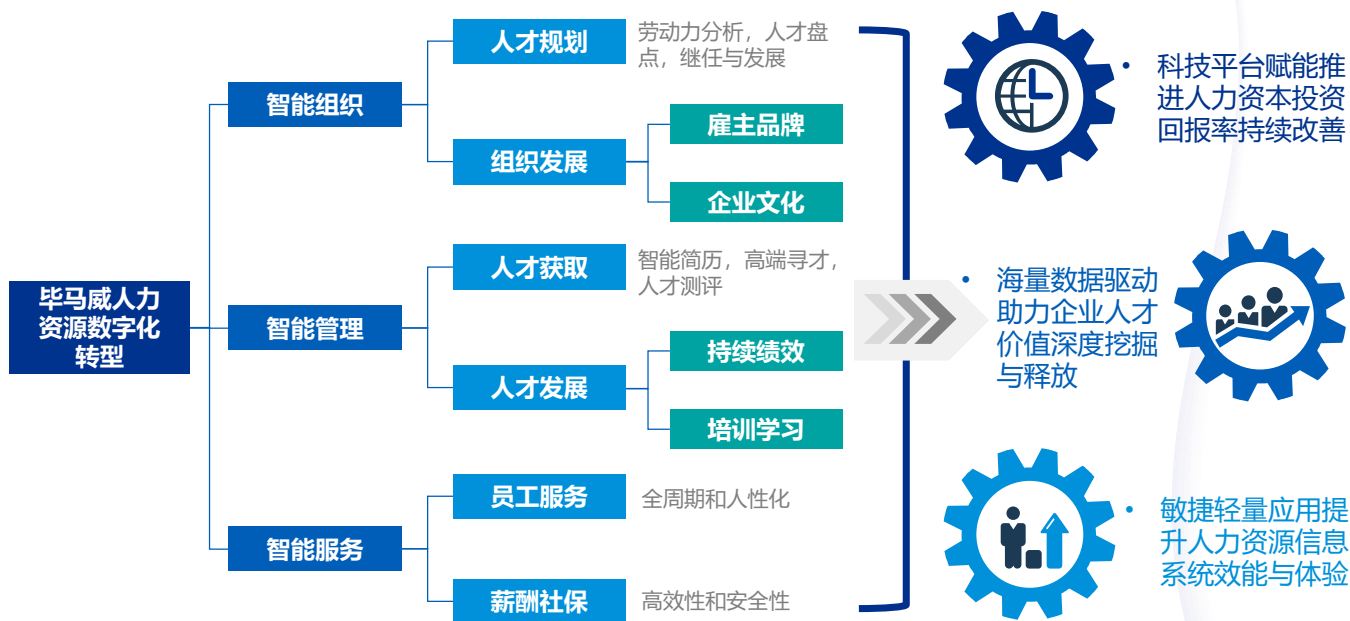 毕马威人力
资源数字化
转型
智能组织
人才规划
劳动力分析，人才盘
点，继任与发展
组织发展
雇主品牌
企业文化
智能管理
人才获取
智能简历，高端寻才，
人才测评
人才发展
持续绩效
培训学习
智能服务
员工服务
全周期和人性化
薪酬社保
高效性和安全性
• 科技平台赋能推
进人力资本投资
回报率持续改善
• 海量数据驱动
助力企业人才
价值深度挖掘
与释放
• 敏捷轻量应用提
升人力资源信息
系统效能与体验